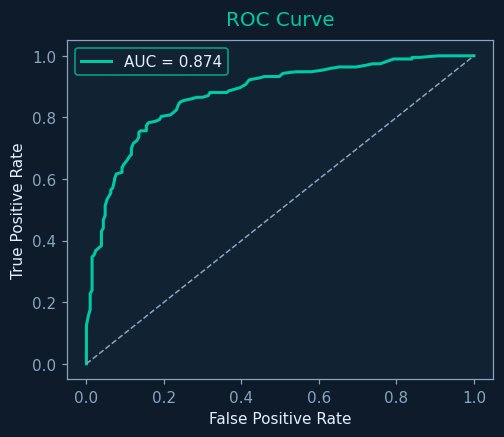 ROC Curve
AUC = 0.874
1.0
0.8
0.6
0.4
0.2
0.0
True Positive Rate
0.0 0.2 0.4 0.6 0.8 1.0
False Positive Rate